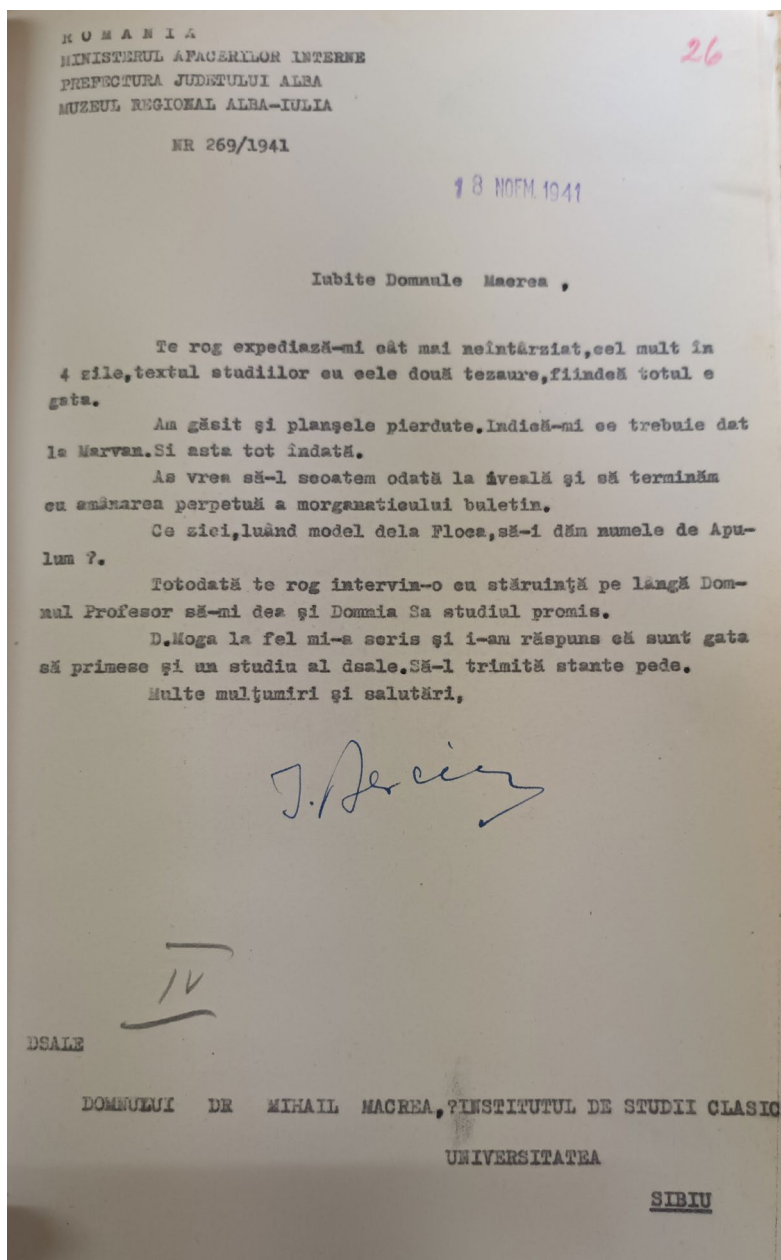 R O M A N I A
26
MINISTERUL AFACERILOR INTERNE
PREFECTURA JUDETULUI ALBA
MUZEUL REGIONAL ALBA-IULIA
NR 269/1941
18 NOEM. 1941
Iubite Domnule Macrea ,
Te rog expediază-mi cât mai neîntârziat,cel mult în
4 zile,textul studiilor cu cele două tezaure,fiindcă totul e
gata.
Am găsit şi planşele pierdute.Indică-mi ce trebuie dat
la Marvan.Si asta tot îndată.
As vrea să-l scoatem odată la iveală şi să terminăm
cu amânarea perpetuă a morganaticului buletin.
Ce zici,luând model dela Floca,să-i dăm numele de Apu-
lum ?.
Totodată te rog intervin-o cu stăruinţă pe lângă Dom-
nul Profesor să-mi dea şi Domnia Sa studiul promis.
D.Moga la fel mi-a scris şi i-am răspuns că sunt gata
să primesc şi un studiu al dsale.Să-l trimită stante pede.
Multe mulţumiri şi salutări,
I. Berciu
IV
DSALE
DOMNULUI DR MIHAIL MACREA,?INSTITUTUL DE STUDII CLASIC
UNIVERSITATEA
SIBIU